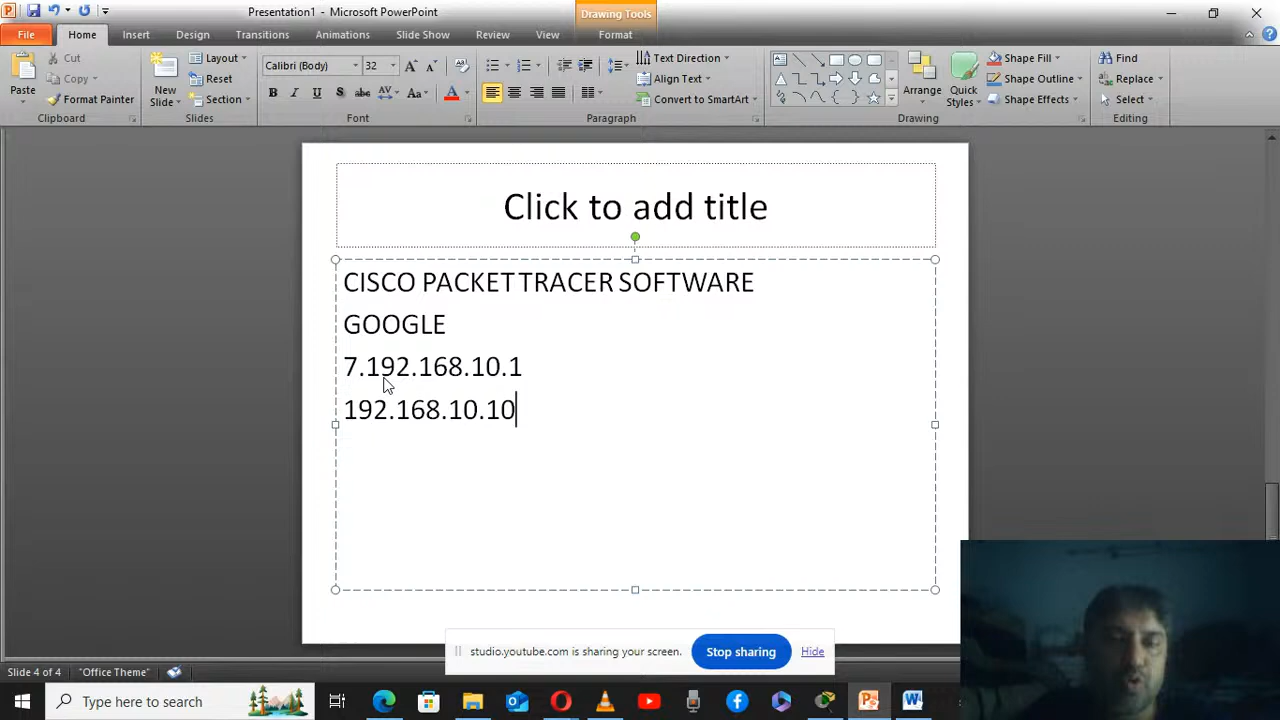 Presentation1 - Microsoft PowerPoint
Drawing Tools
File Home Insert Design Transitions Animations Slide Show Review View Format
Paste
Cut
Copy
Format Painter
Clipboard
New Slide
Layout
Reset
Section
Slides
Calibri (Body) 32
B I U S abc AV Aa A
Font
Text Direction
Align Text
Convert to SmartArt
Paragraph
Arrange
Quick Styles
Shape Fill
Shape Outline
Shape Effects
Drawing
Find
Replace
Select
Editing
Click to add title
CISCO PACKET TRACER SOFTWARE
GOOGLE
7.192.168.10.1
192.168.10.10
studio.youtube.com is sharing your screen. Stop sharing Hide
Slide 4 of 4 "Office Theme"
Type here to search